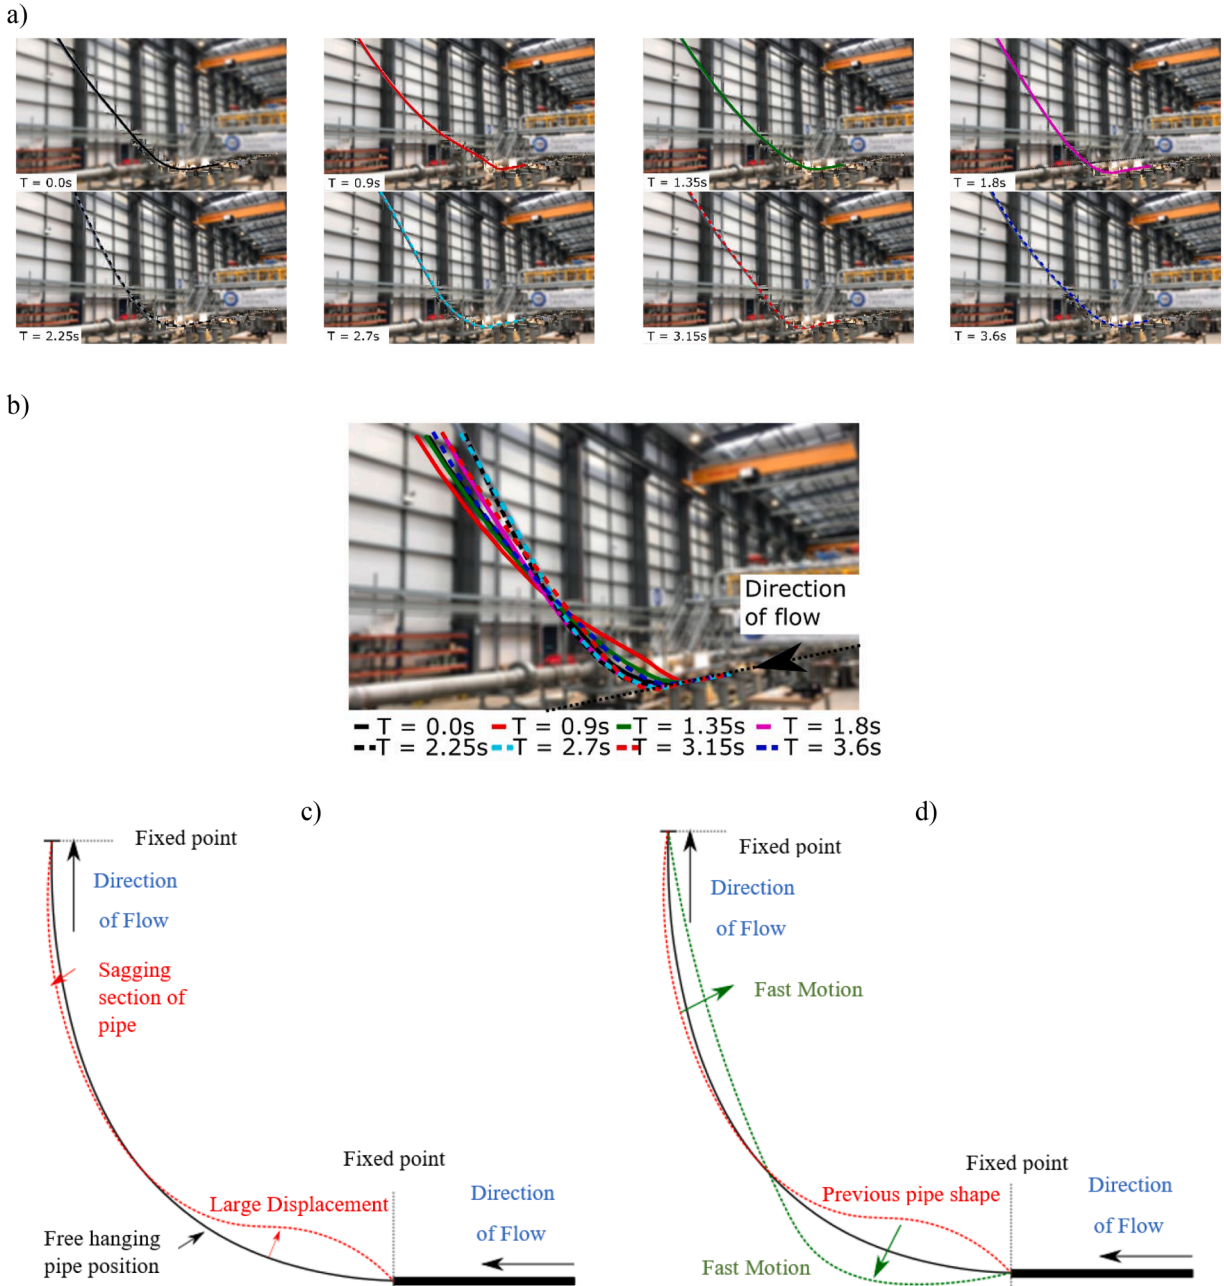 a)
T = 0.0s
T = 0.9s
T = 1.35s
T = 1.8s
T = 2.25s
T = 2.7s
T = 3.15s
T = 3.6s
b)
Direction
of flow
T = 0.0s T = 0.9s T = 1.35s T = 1.8s
T = 2.25s T = 2.7s T = 3.15s T = 3.6s
c)
Fixed point
Direction
of Flow
Sagging
section of
pipe
Fixed point
Large Displacement
Direction
of Flow
Free hanging
pipe position
d)
Fixed point
Direction
of Flow
Fast Motion
Fixed point
Previous pipe shape
Direction
of Flow
Fast Motion